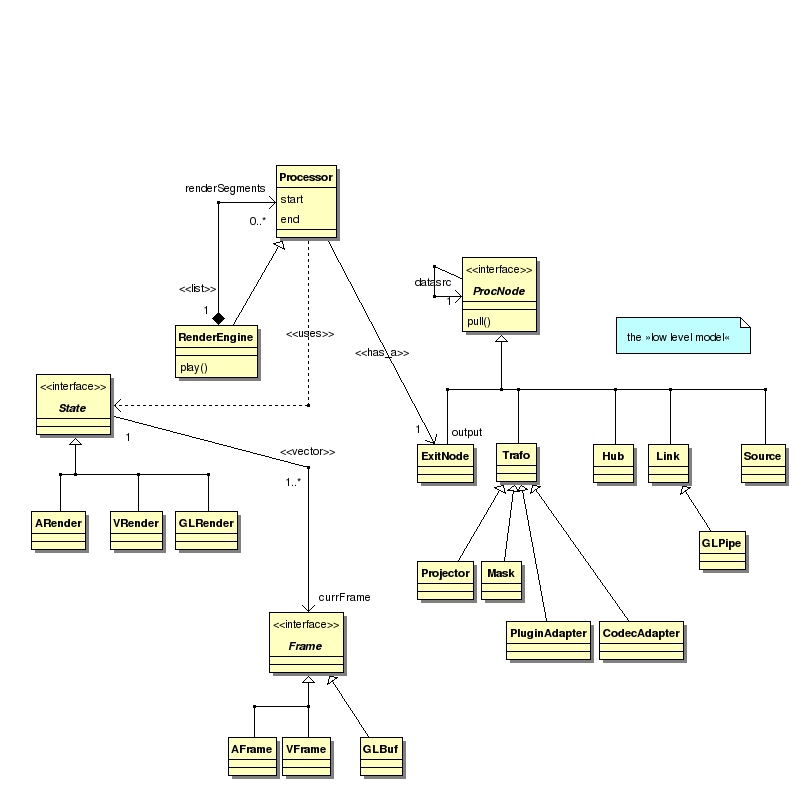 Processor
renderSegments
start
0..*
end
<<list>>
1
RenderEngine
play()
<<uses>>
<<has_a>>
<<interface>>
ProcNode
datasrc
1
pull()
the »low level model«
<<interface>>
State
1
<<vector>>
1..*
1
output
ExitNode
Trafo
Hub
Link
Source
ARender
VRender
GLRender
GLPipe
Projector
Mask
PluginAdapter
CodecAdapter
currFrame
<<interface>>
Frame
AFrame
VFrame
GLBuf